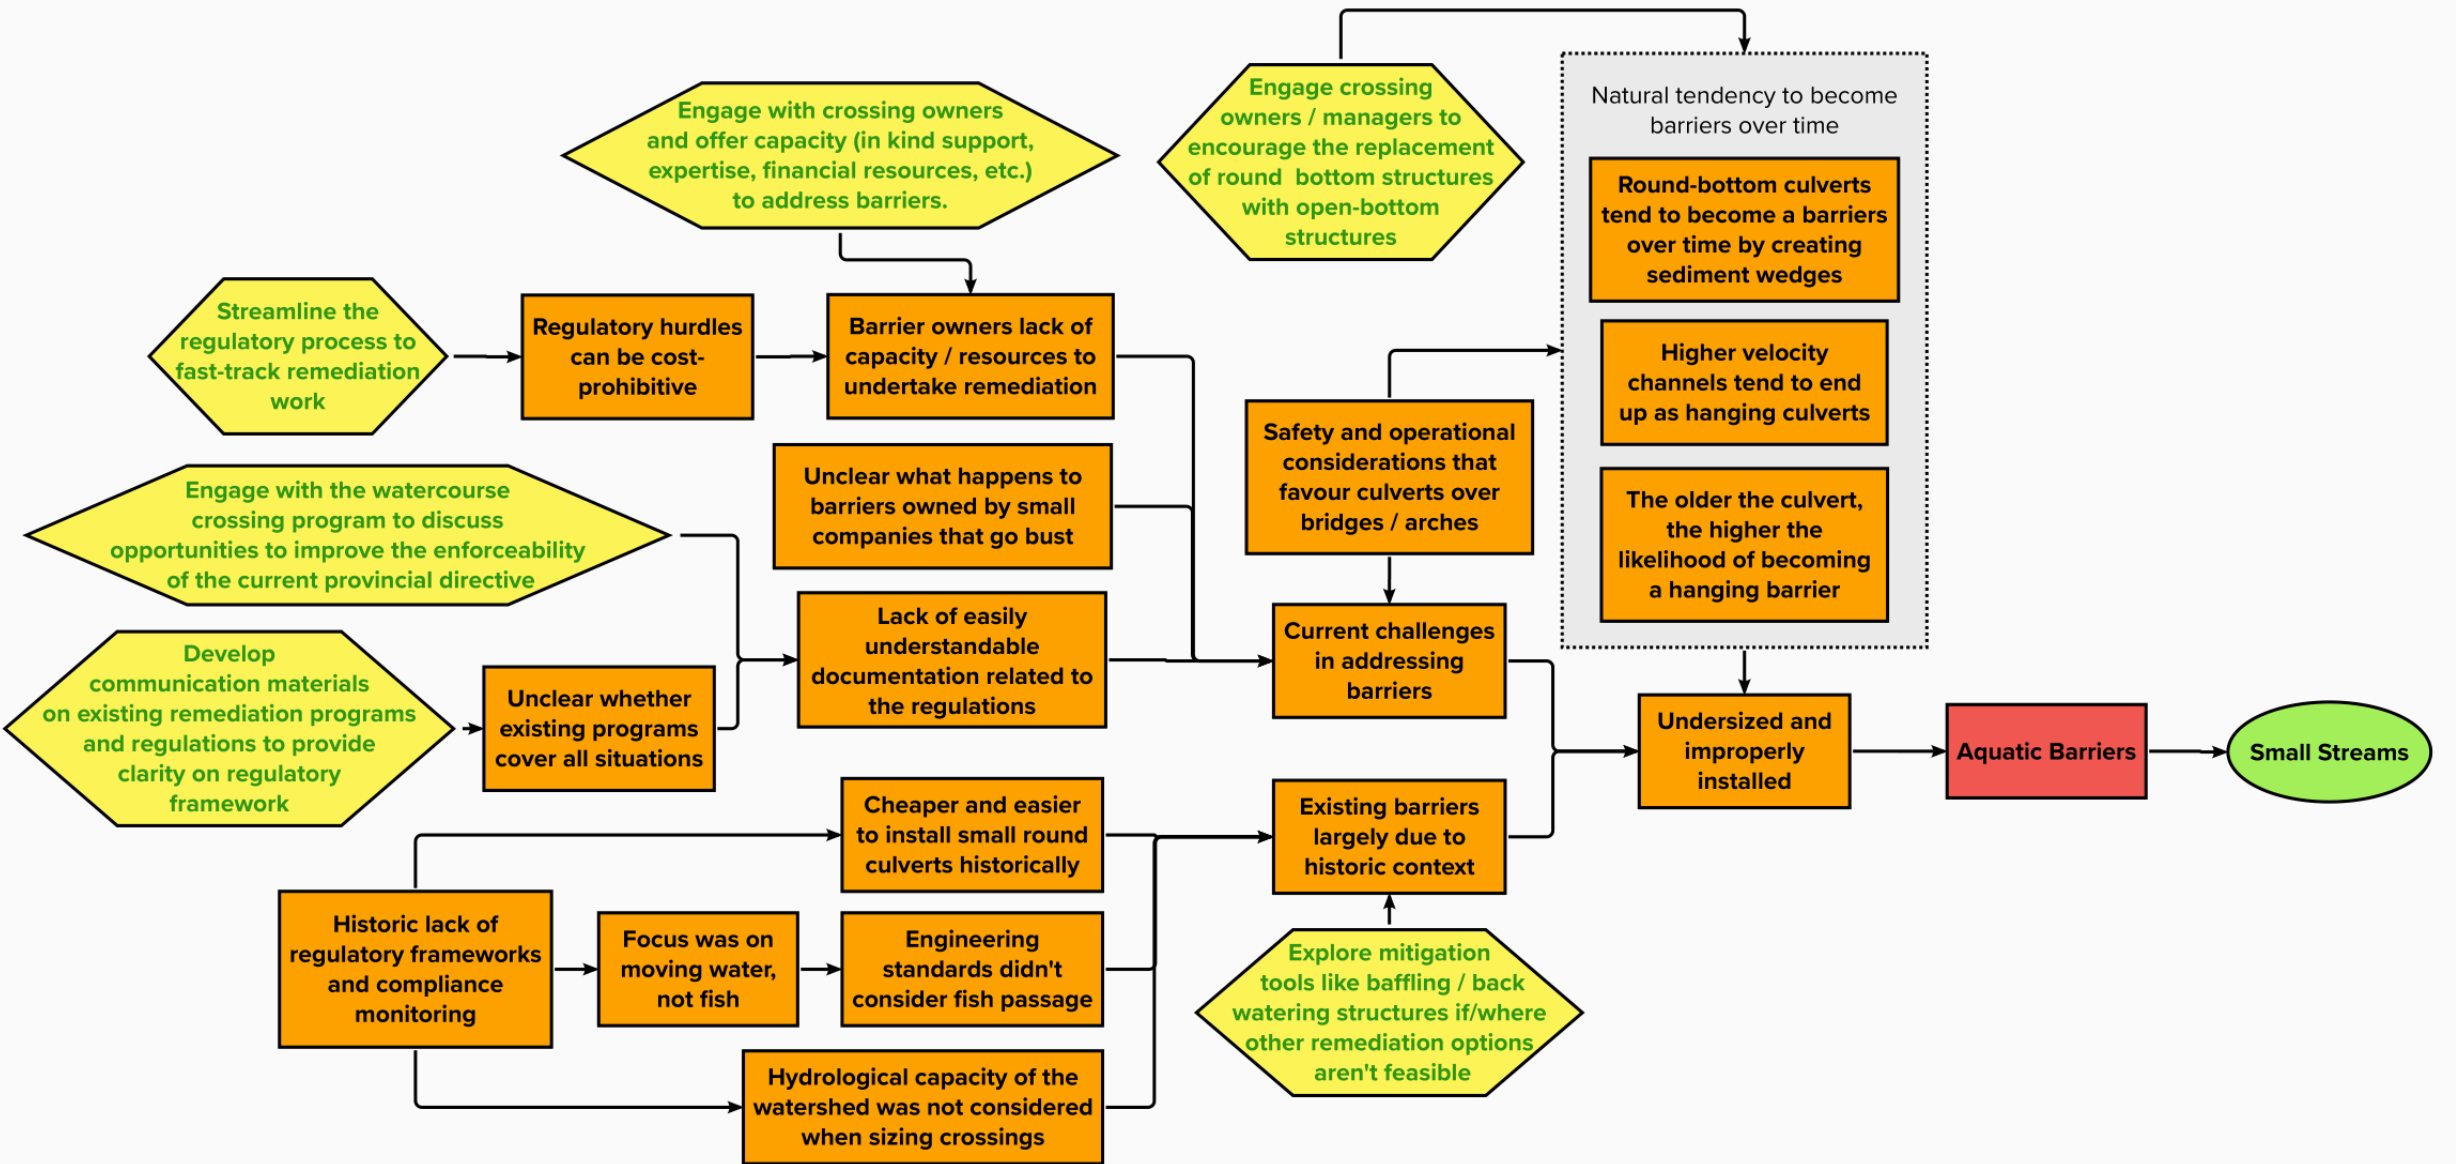 Engage with crossing owners
and offer capacity (in kind support,
expertise, financial resources, etc.)
to address barriers.
Engage crossing
owners / managers to
encourage the replacement
of round bottom structures
with open-bottom
structures
Natural tendency to become
barriers over time
Round-bottom culverts
tend to become a barriers
over time by creating
sediment wedges
Higher velocity
channels tend to end
up as hanging culverts
The older the culvert,
the higher the
likelihood of becoming
a hanging barrier
Streamline the
regulatory process to
fast-track remediation
work
Regulatory hurdles
can be cost-
prohibitive
Barrier owners lack of
capacity / resources to
undertake remediation
Unclear what happens to
barriers owned by small
companies that go bust
Safety and operational
considerations that
favour culverts over
bridges / arches
Engage with the watercourse
crossing program to discuss
opportunities to improve the enforceability
of the current provincial directive
Develop
communication materials
on existing remediation programs
and regulations to provide
clarity on regulatory
framework
Unclear whether
existing programs
cover all situations
Lack of easily
understandable
documentation related to
the regulations
Current challenges
in addressing
barriers
Undersized and
improperly
installed
Aquatic Barriers
Small Streams
Cheaper and easier
to install small round
culverts historically
Existing barriers
largely due to
historic context
Historic lack of
regulatory frameworks
and compliance
monitoring
Focus was on
moving water,
not fish
Engineering
standards didn't
consider fish passage
Explore mitigation
tools like baffling / back
watering structures if/where
other remediation options
aren't feasible
Hydrological capacity of the
watershed was not considered
when sizing crossings